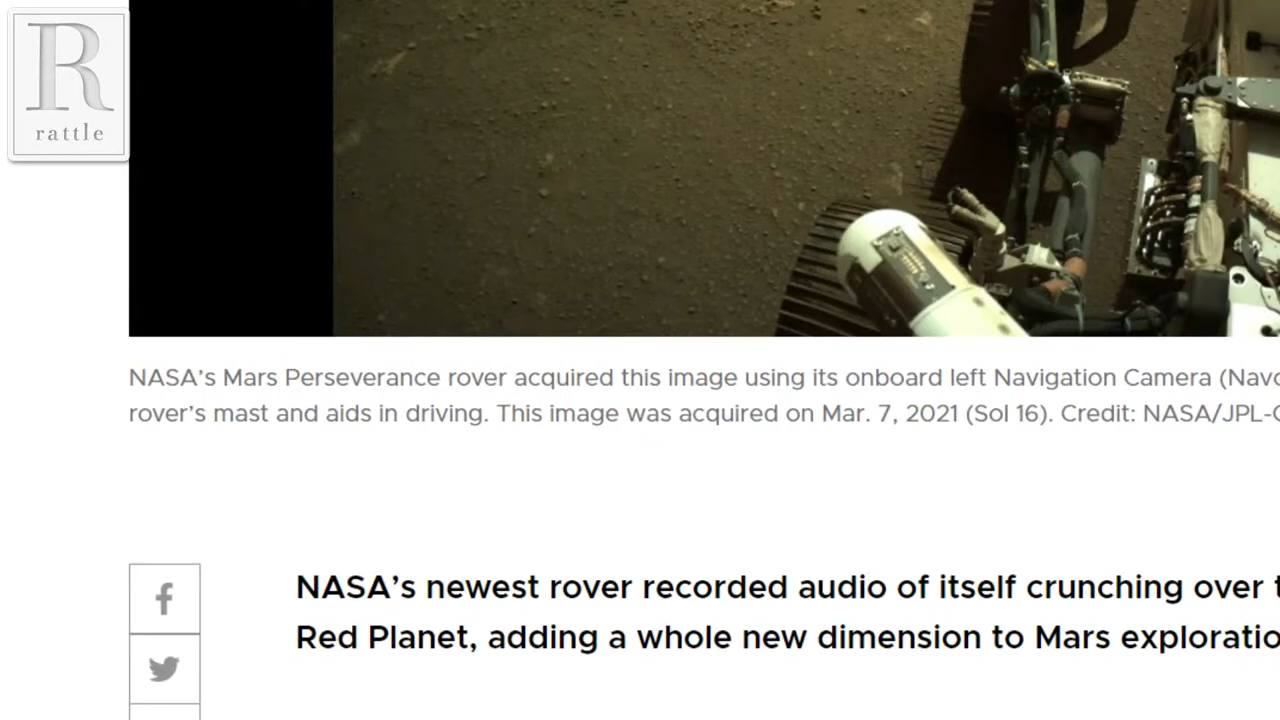 R
rattle
NASA’s Mars Perseverance rover acquired this image using its onboard left Navigation Camera
rover’s mast and aids in driving. This image was acquired on Mar. 7, 2021 (Sol 16). Credit: NASA/JPL-
NASA’s newest rover recorded audio of itself crunching over
Red Planet, adding a whole new dimension to Mars